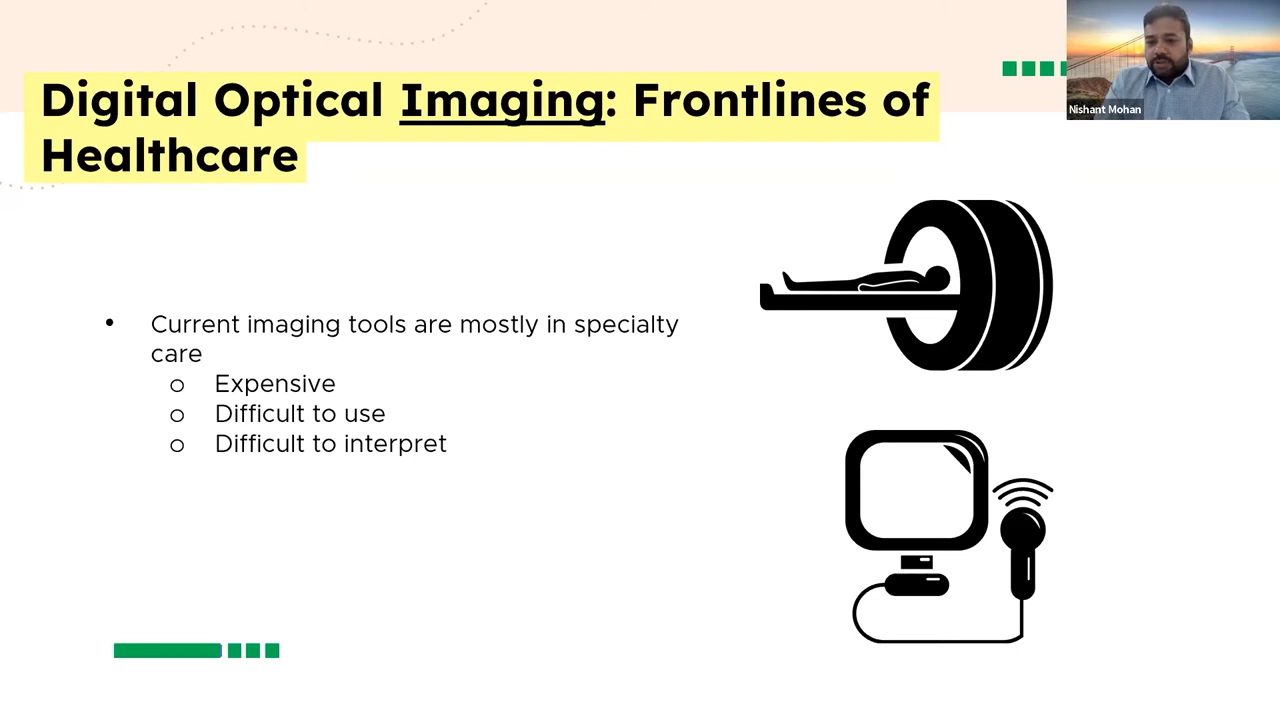 Digital Optical Imaging: Frontlines of
Healthcare
Nishant Mohan
• Current imaging tools are mostly in specialty
care
o Expensive
o Difficult to use
o Difficult to interpret